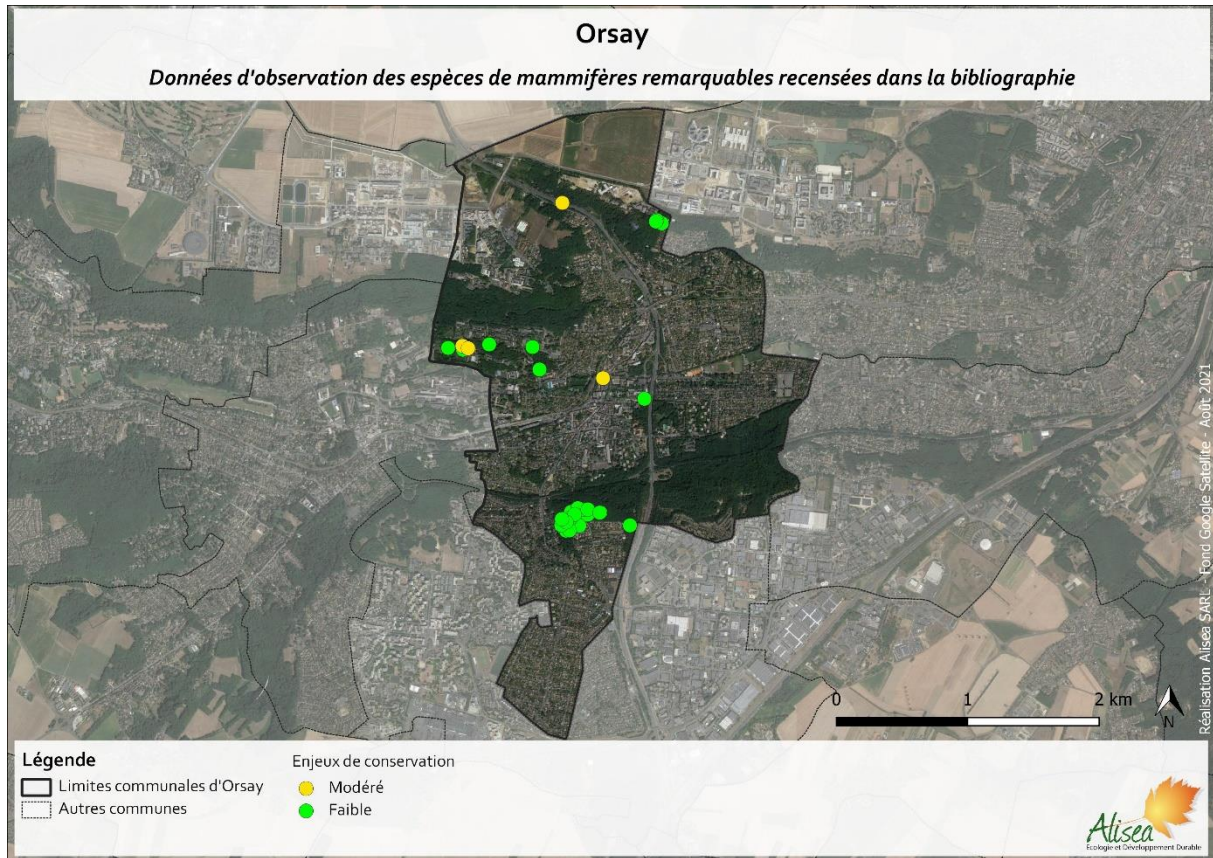 Orsay
Données d'observation des espèces de mammifères remarquables recensées dans la bibliographie
Réalisation Alisea SARL - Fond Google Satellite - Août 2021
0 1 2 km
N
Légende
Limites communales d'Orsay
Autres communes
Enjeux de conservation
Modéré
Faible
Alisea
Écologie et Développement Durable